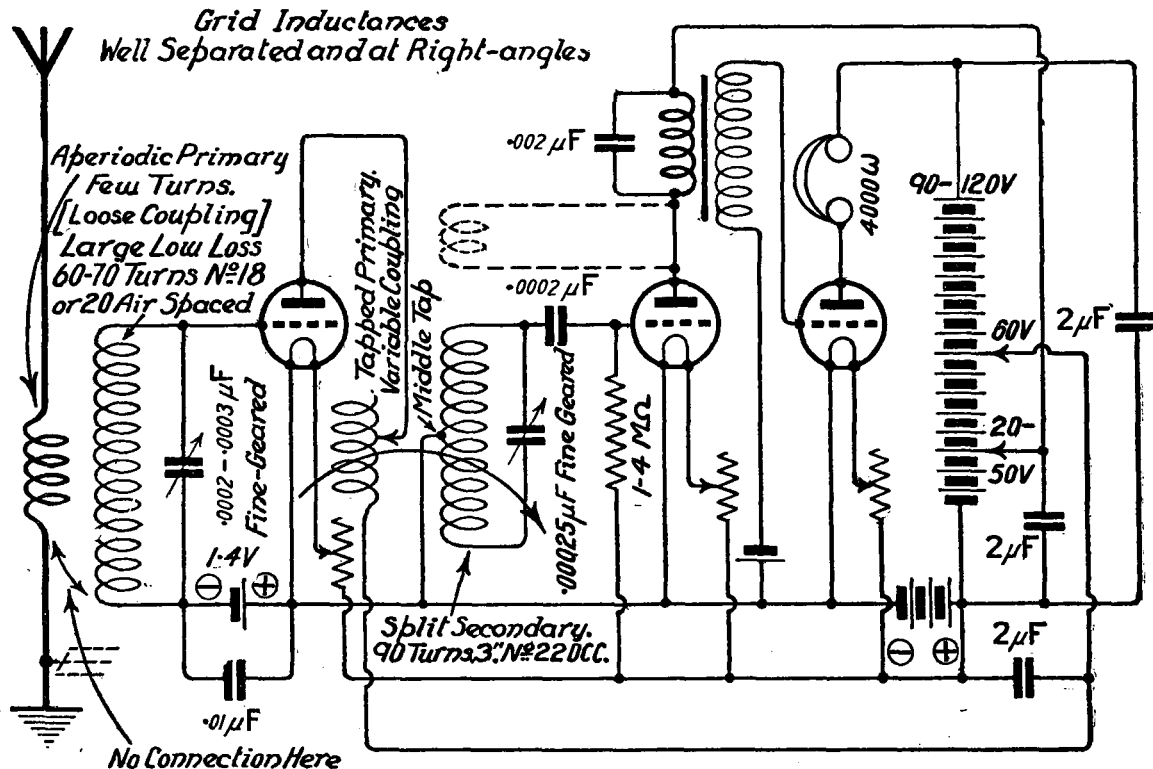 Grid Inductances
Well Separated and at Right-angles
Aperiodic Primary
Few Turns.
[Loose Coupling]
Large Low Loss
60-70 Turns Nº18
or 20 Air Spaced
·0002-·0003 μF
Fine-Geared
1·4V
⊖ ⊕
·01 μF
No Connection Here
Tapped Primary.
Variable Coupling
Middle Tap
Split Secondary.
90 Turns.3".Nº22DCC.
·00025 μF Fine Geared
·0002 μF
·002 μF
1-4 MΩ
4000ω
90-120V
60V
20-
50V
2μF
2μF
2μF
⊖ ⊕